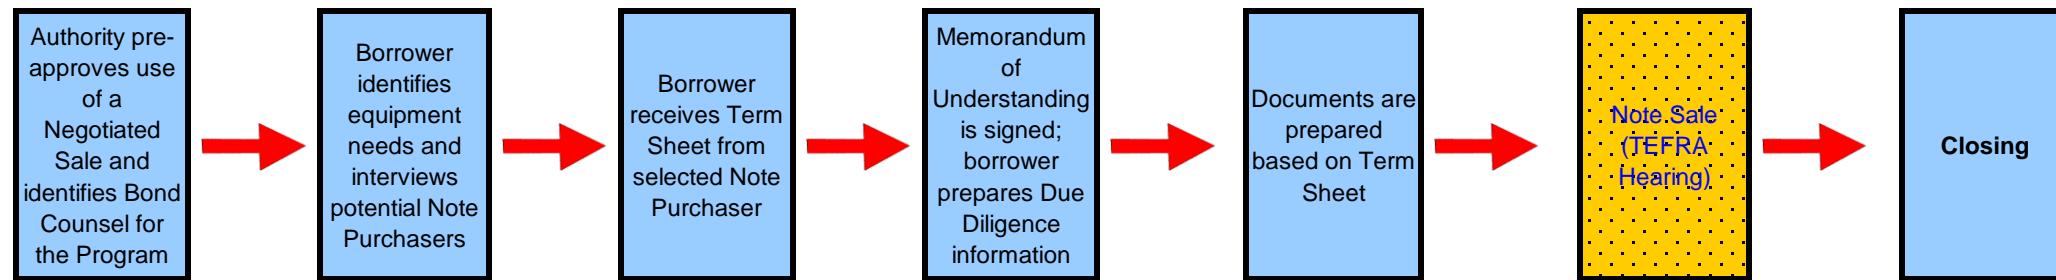 Authority pre-
approves use
of a
Negotiated
Sale and
identifies Bond
Counsel for
the Program
Borrower
identifies
equipment
needs and
interviews
potential Note
Purchasers
Borrower
receives Term
Sheet from
selected Note
Purchaser
Memorandum
of
Understanding
is signed;
borrower
prepares Due
Diligence
information
Documents are
prepared
based on Term
Sheet
Note Sale
(TEFRA
Hearing)
Closing